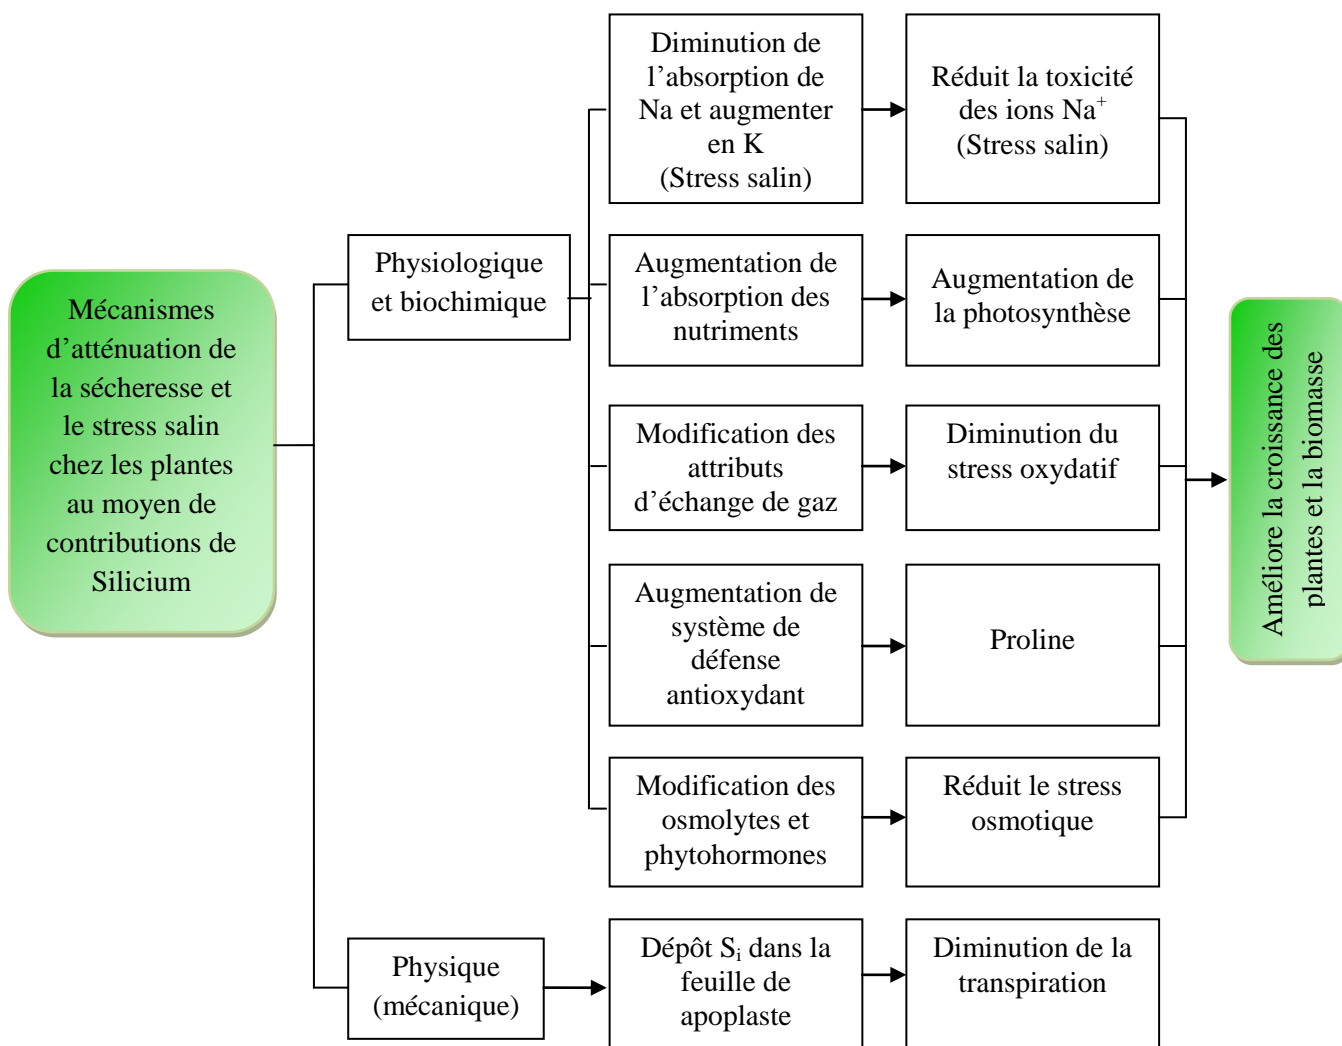 Mécanismes
d’atténuation de
la sécheresse et
le stress salin
chez les plantes
au moyen de
contributions de
Silicium
Physiologique
et biochimique
Diminution de
l’absorption de
Na et augmenter
en K
(Stress salin)
Réduit la toxicité
des ions Na⁺
(Stress salin)
Augmentation de
l’absorption des
nutriments
Augmentation de
la photosynthèse
Modification des
attributs
d’échange de gaz
Diminution du
stress oxydatif
Augmentation de
système de
défense
antioxydant
Proline
Modification des
osmolytes et
phytohormones
Réduit le stress
osmotique
Physique
(mécanique)
Dépôt Sᵢ dans la
feuille de
apoplaste
Diminution de la
transpiration
Améliore la croissance des
plantes et la biomasse